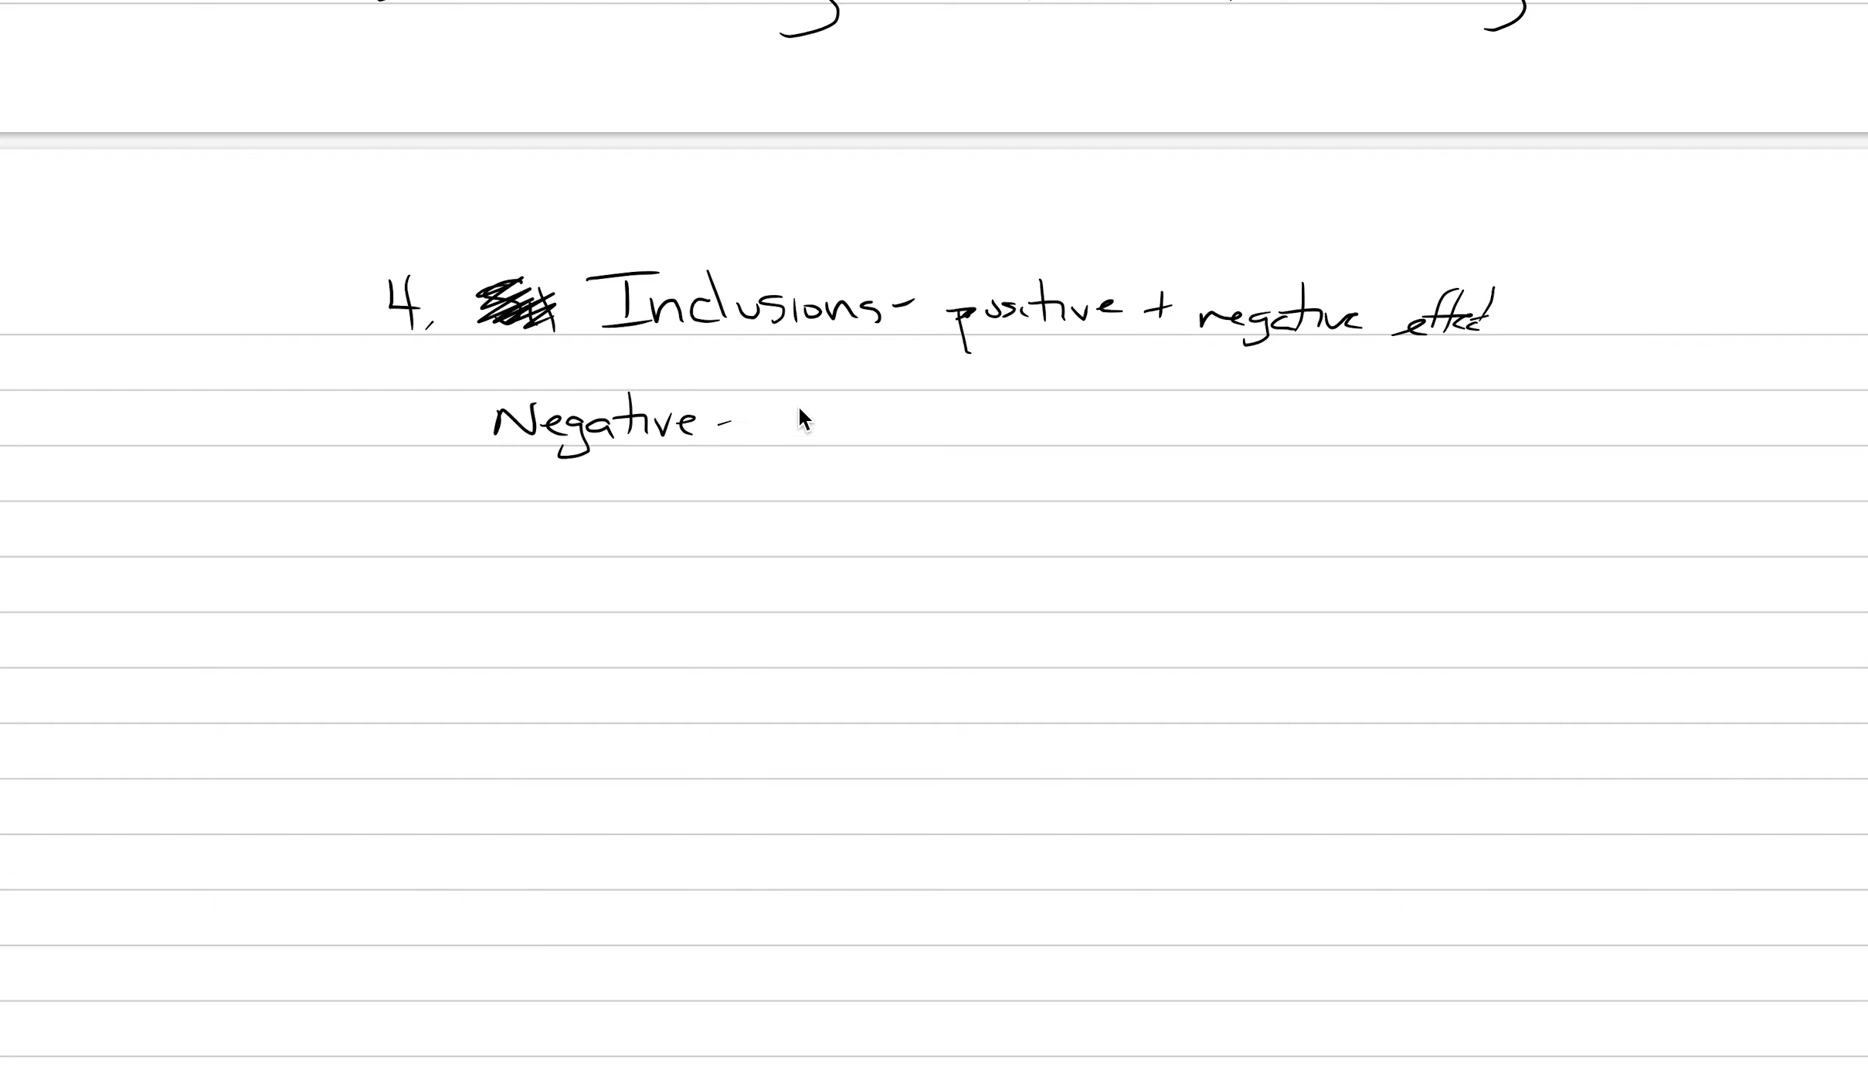 4. Inclusions - positive + negative effect
Negative -